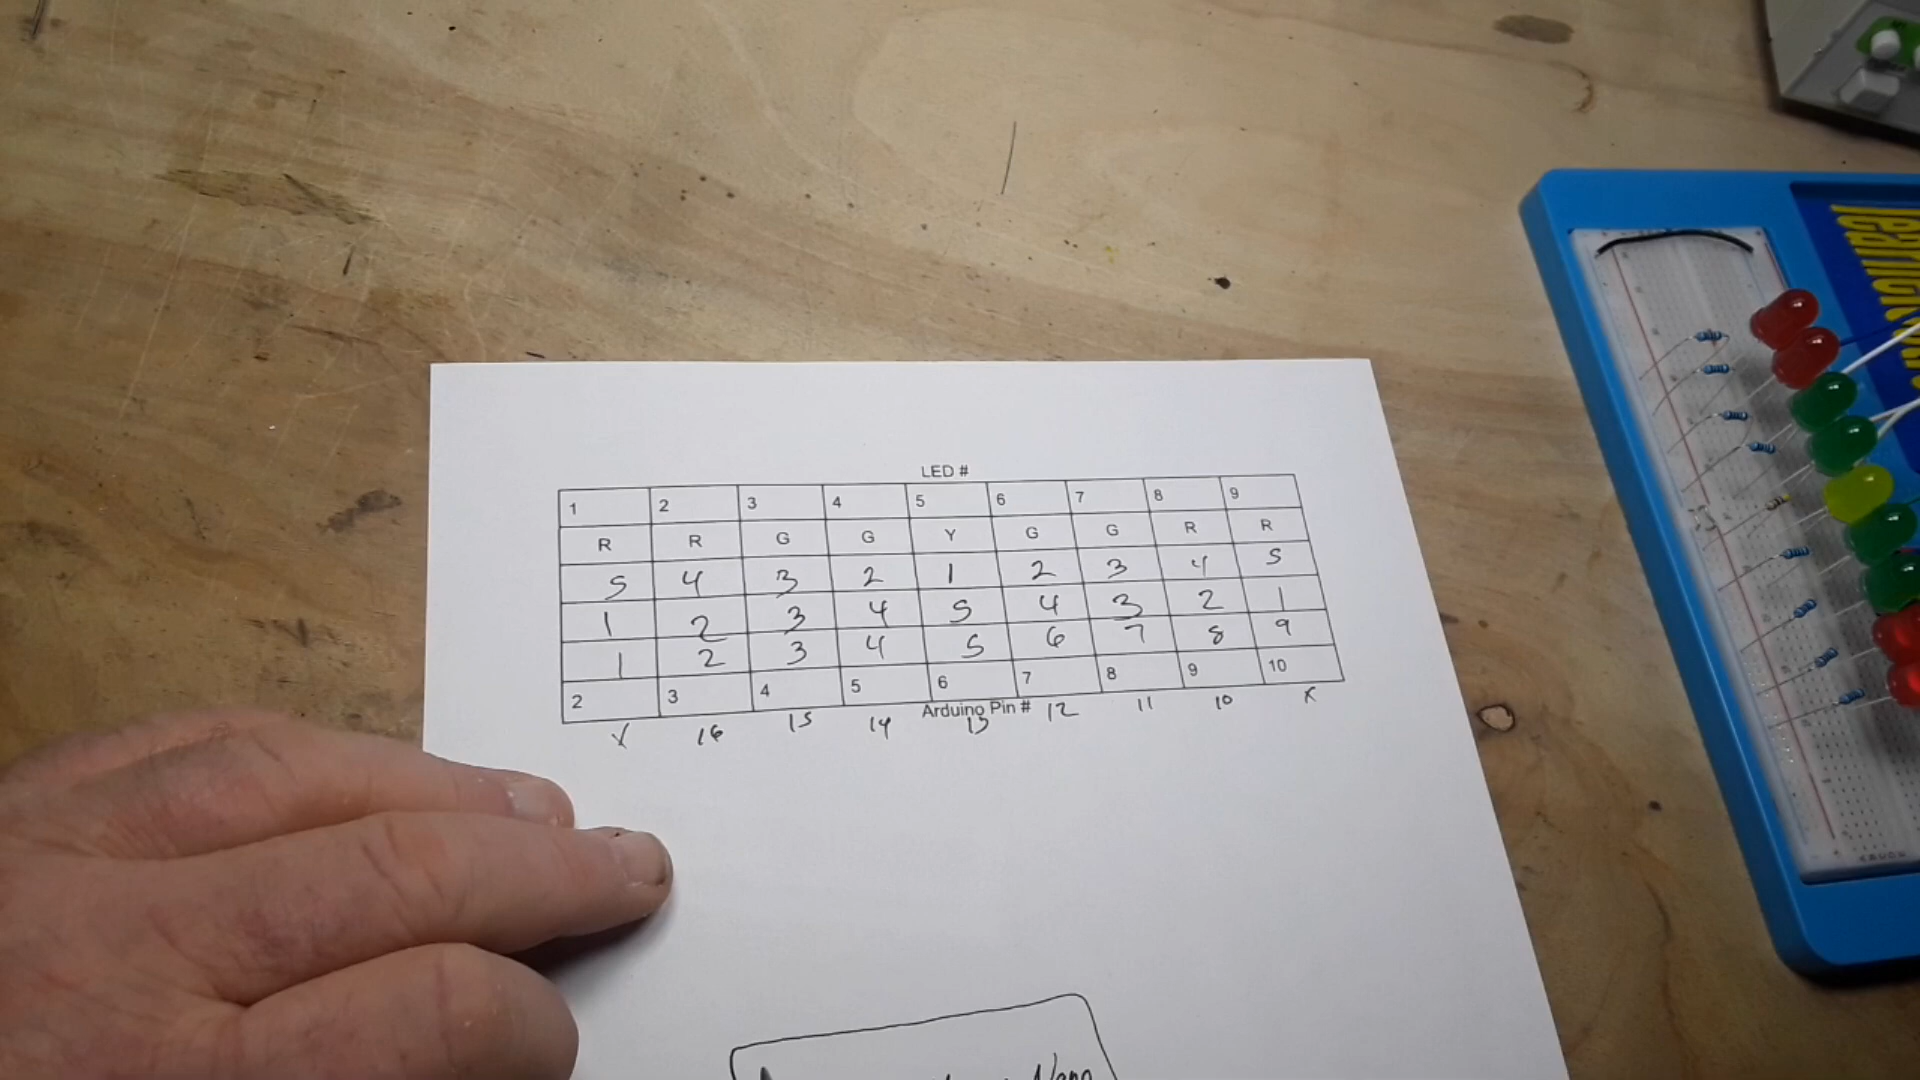 LED #
1 2 3 4 5 6 7 8 9
R R G G Y G G R R
5 4 3 2 1 2 3 4 5
1 2 3 4 5 4 3 2 1
1 2 3 4 5 6 7 8 9
2 3 4 5 6 7 8 9 10
Arduino Pin #
X 16 15 14 13 12 11 10 X
Nano